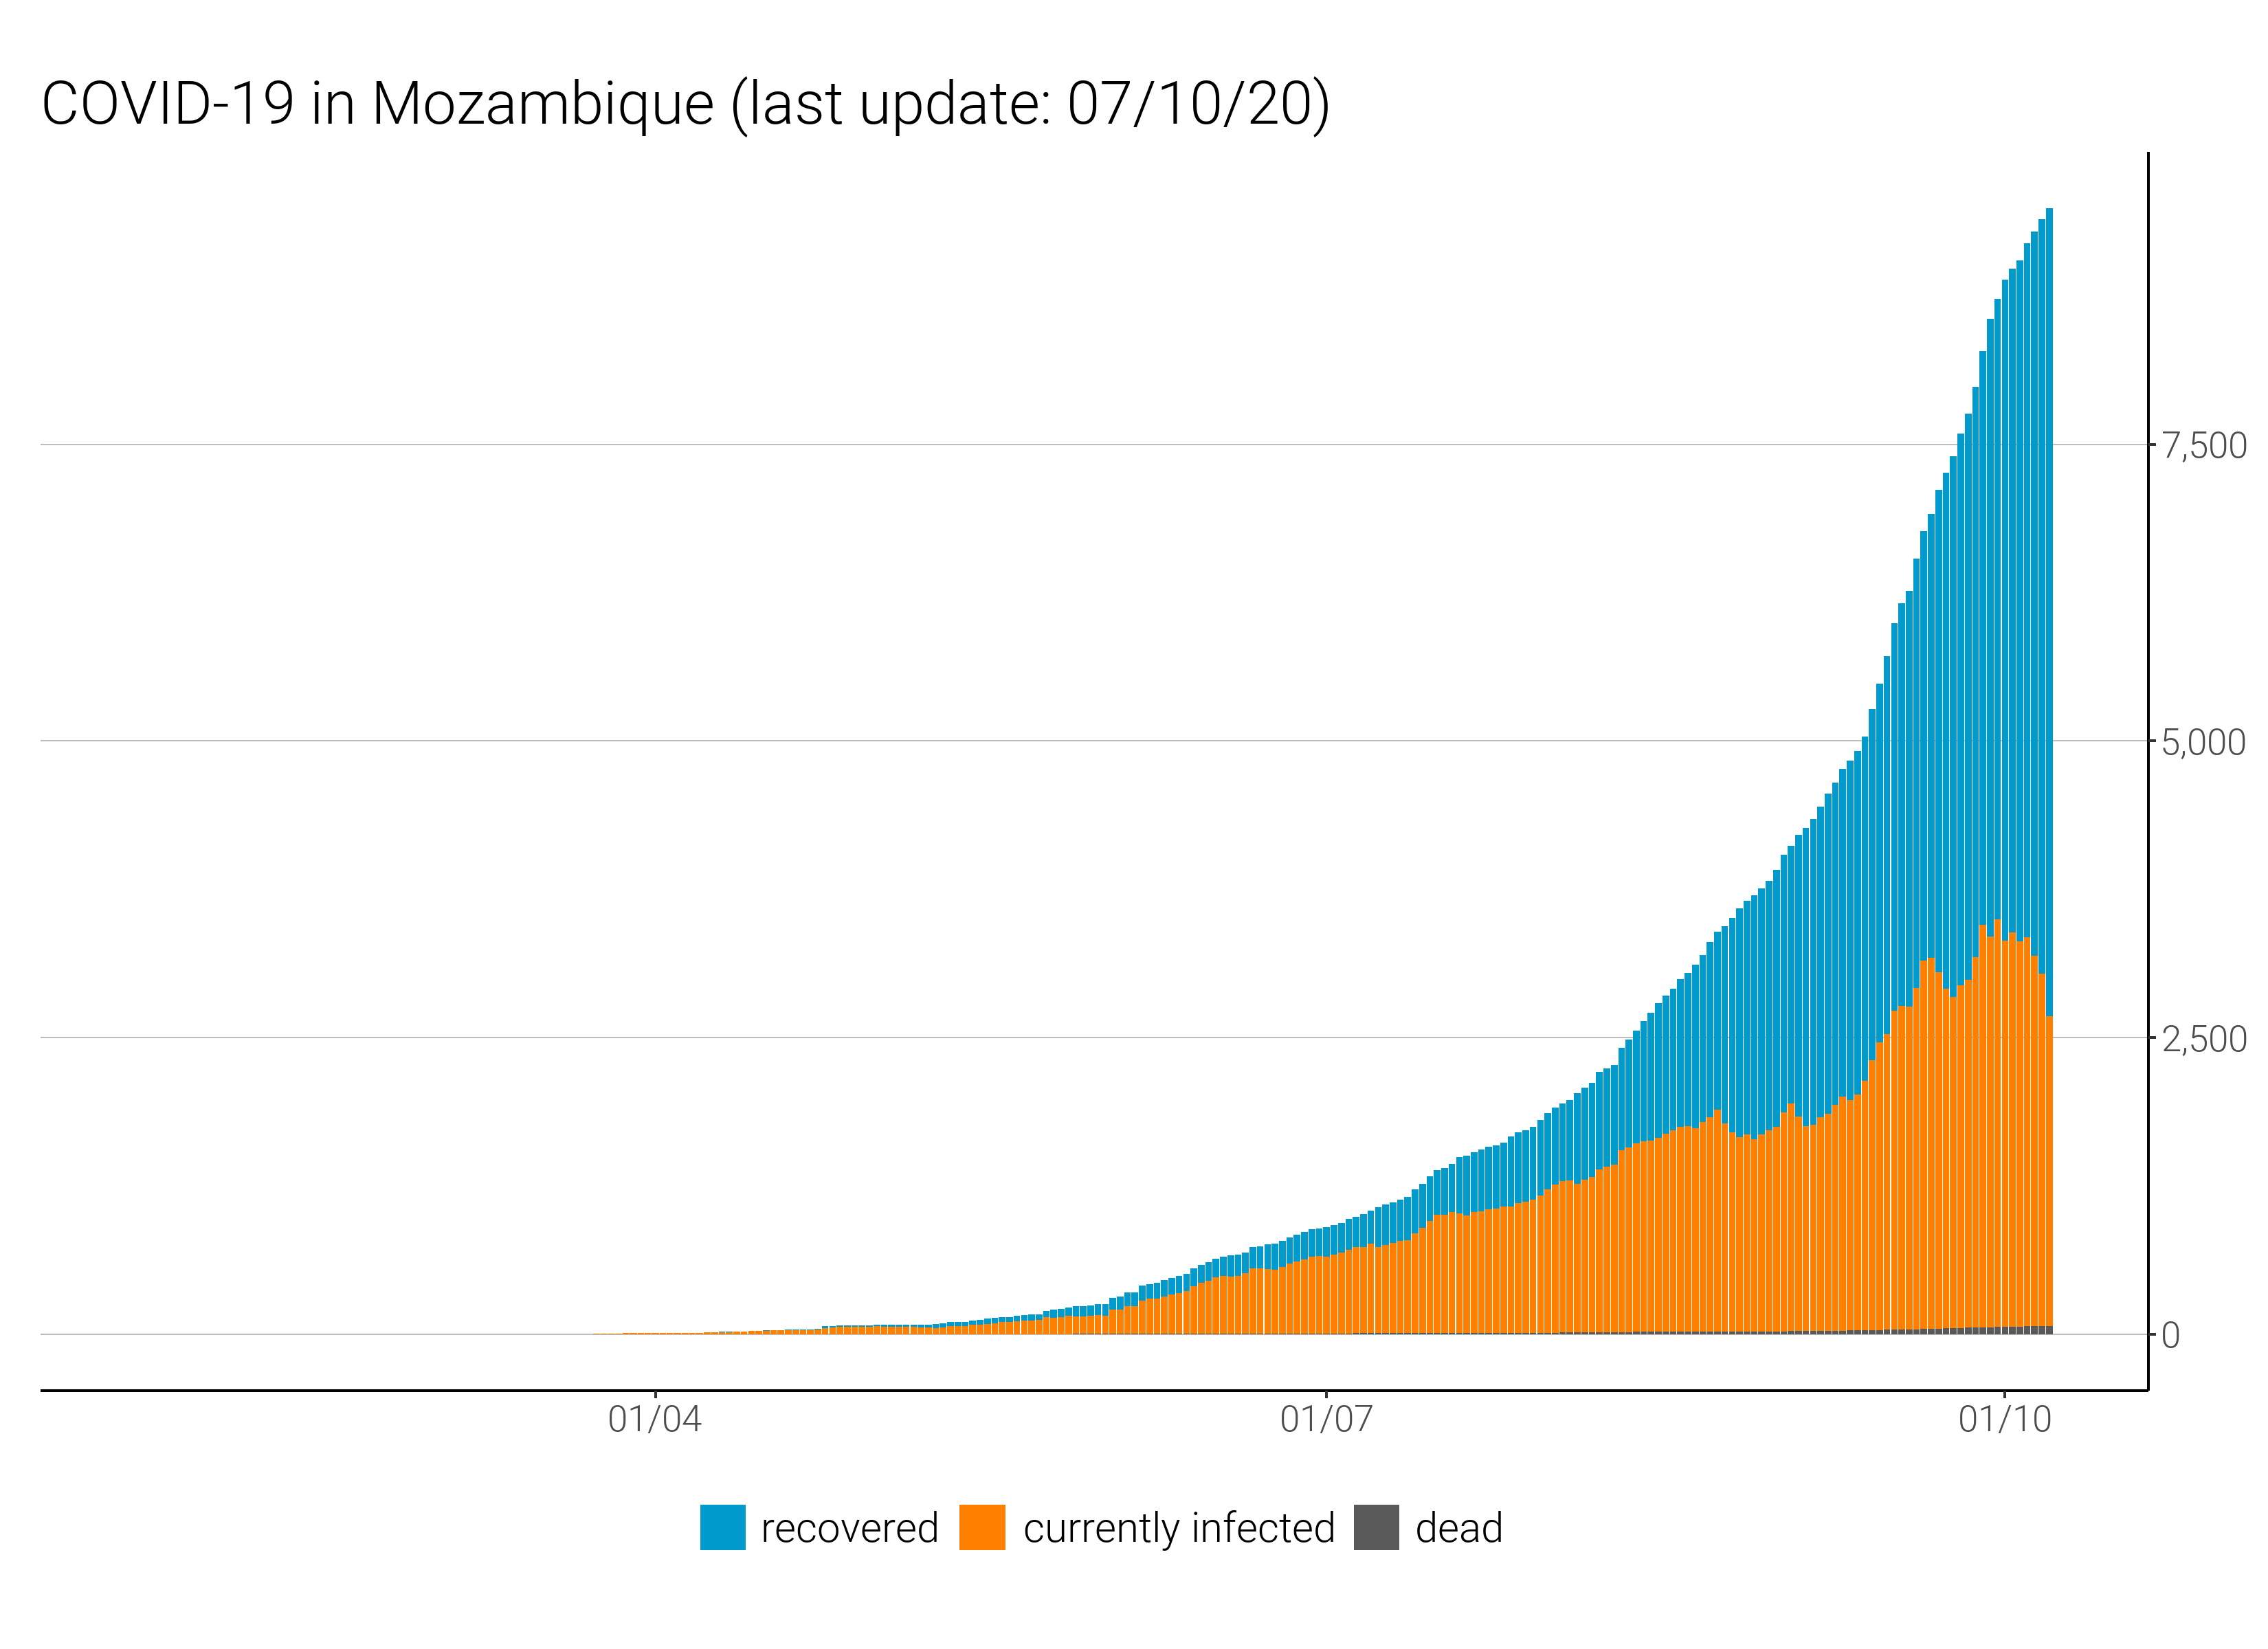 COVID-19 in Mozambique (last update: 07/10/20)
7,500
5,000
2,500
0
01/04 01/07 01/10
recovered currently infected dead